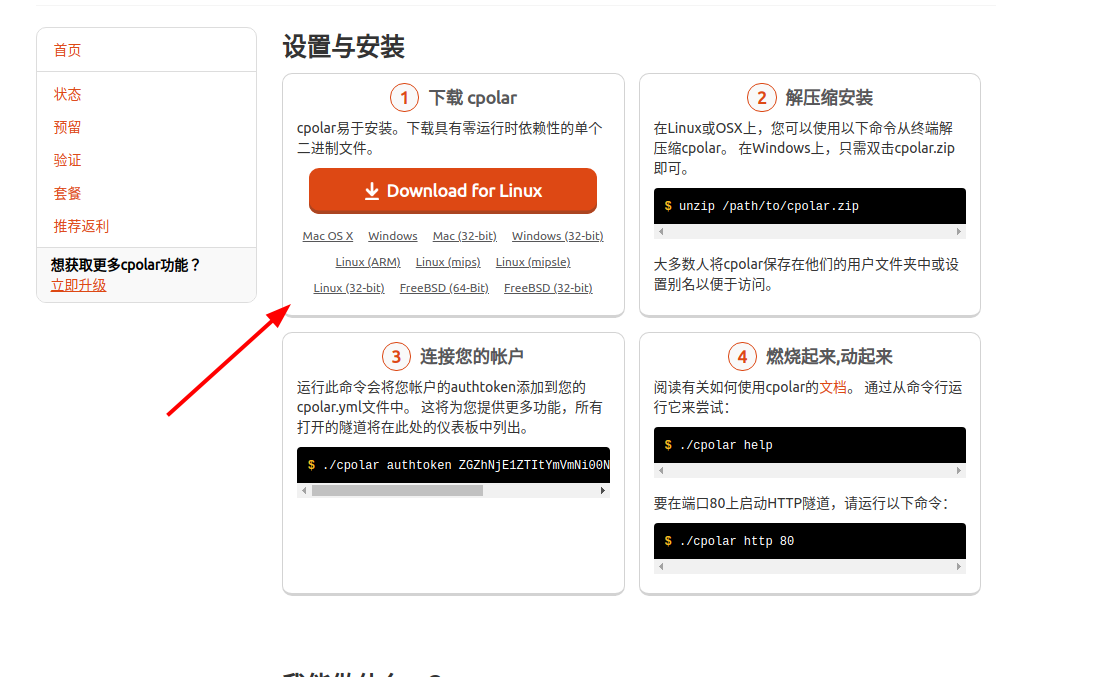 首页
状态
预留
验证
套餐
推荐返利
想获取更多cpolar功能？
立即升级
设置与安装
1 下载 cpolar
cpolar易于安装。下载具有零运行时依赖性的单个
二进制文件。
Download for Linux
Mac OS X Windows Mac (32-bit) Windows (32-bit)
Linux (ARM) Linux (mips) Linux (mipsle)
Linux (32-bit) FreeBSD (64-Bit) FreeBSD (32-bit)
2 解压缩安装
在Linux或OSX上，您可以使用以下命令从终端解
压缩cpolar。 在Windows上，只需双击cpolar.zip
即可。
$ unzip /path/to/cpolar.zip
大多数人将cpolar保存在他们的用户文件夹中或设
置别名以便于访问。
3 连接您的帐户
运行此命令会将您帐户的authtoken添加到您的
cpolar.yml文件中。 这将为您提供更多功能，所有
打开的隧道将在此处的仪表板中列出。
$ ./cpolar authtoken ZGZhNjE1ZTItYmVmNi00N
4 燃烧起来,动起来
阅读有关如何使用cpolar的文档。 通过从命令行运
行它来尝试：
$ ./cpolar help
要在端口80上启动HTTP隧道，请运行以下命令：
$ ./cpolar http 80